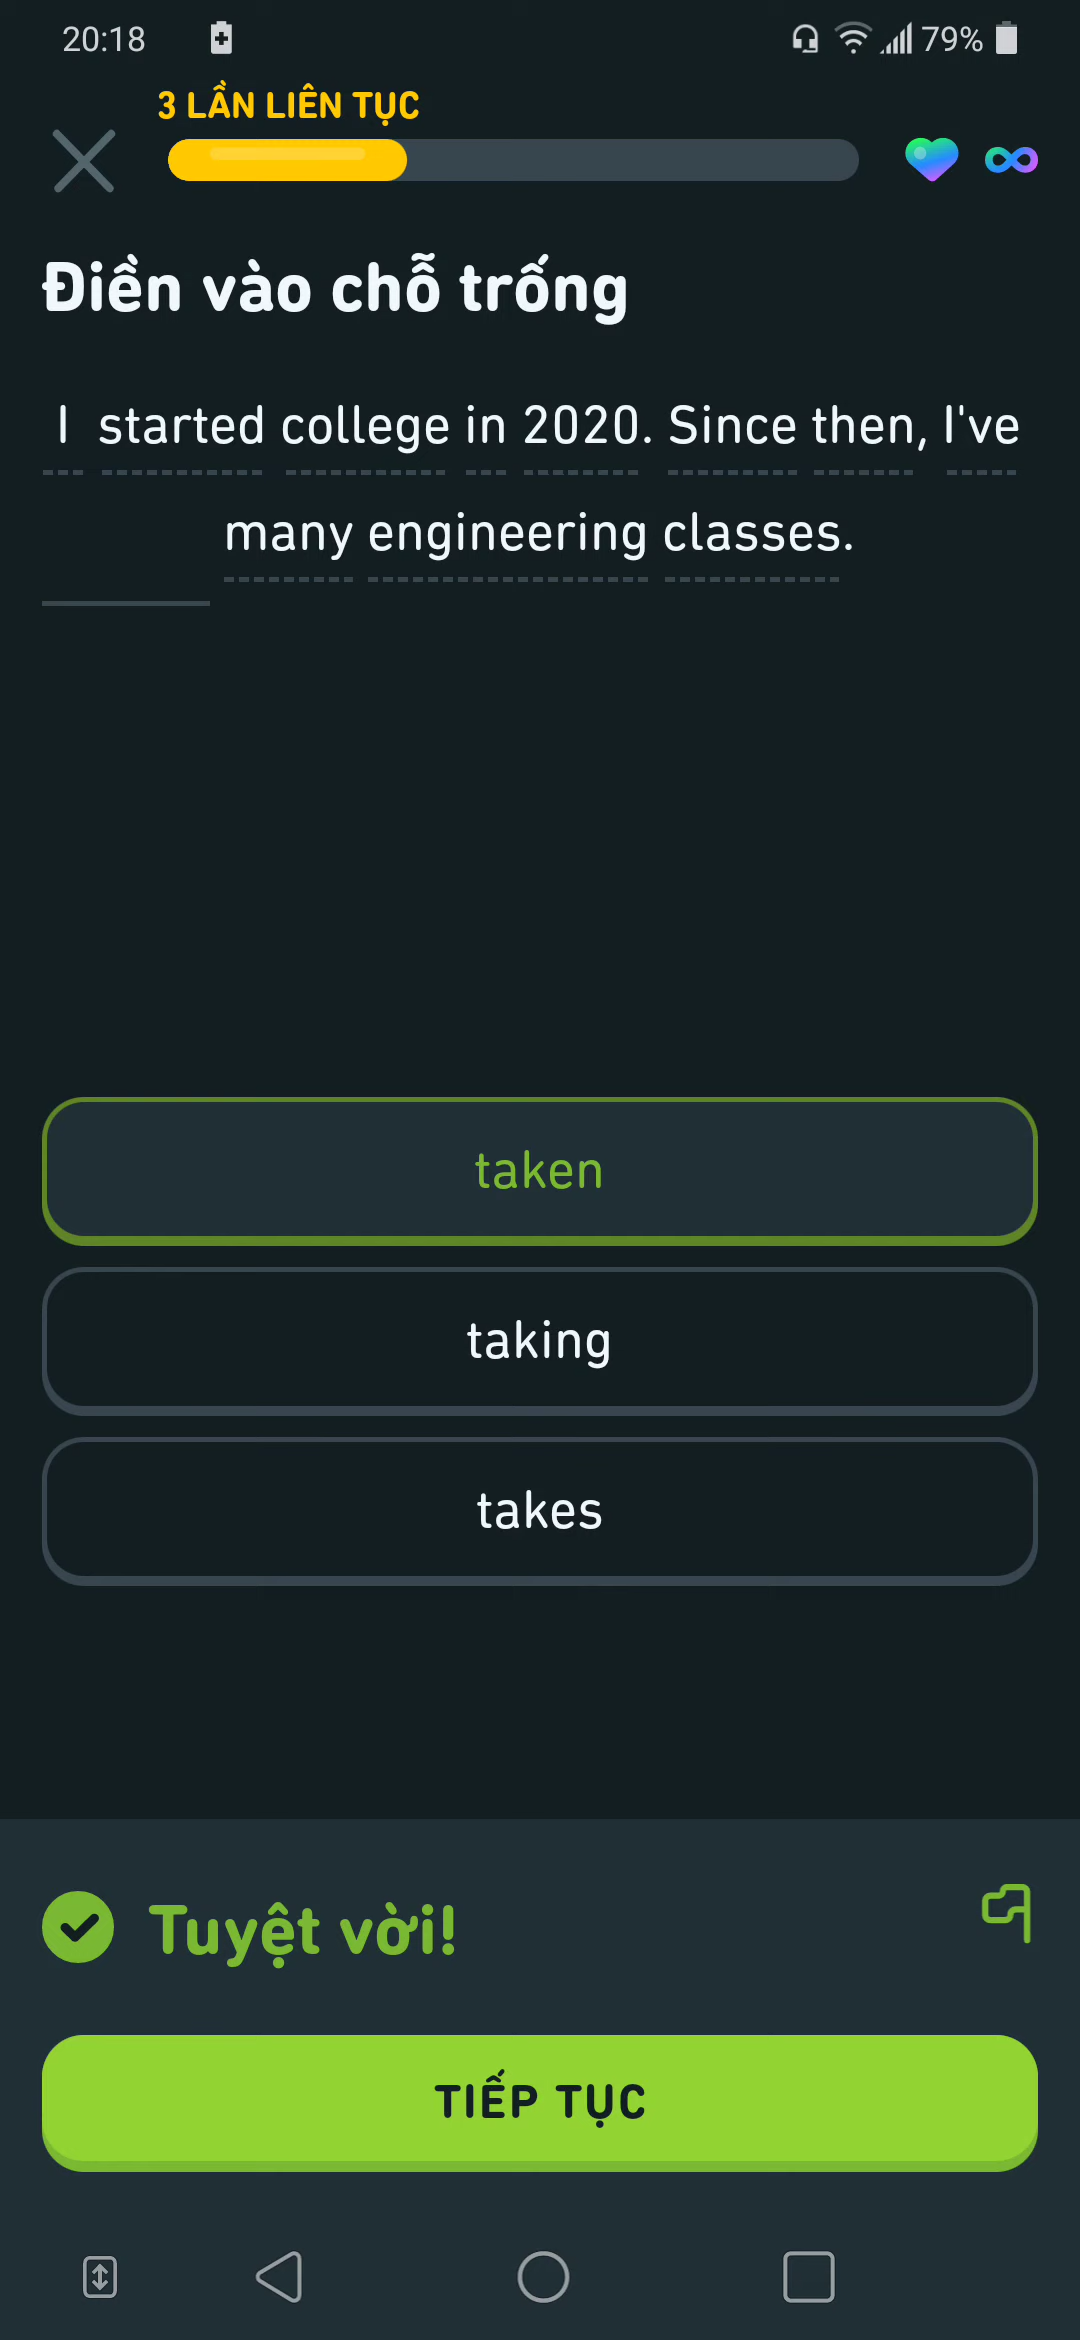 20:18
79%
3 LẦN LIÊN TỤC
Điền vào chỗ trống
I started college in 2020. Since then, I've
many engineering classes.
taken
taking
takes
Tuyệt vời!
TIẾP TỤC